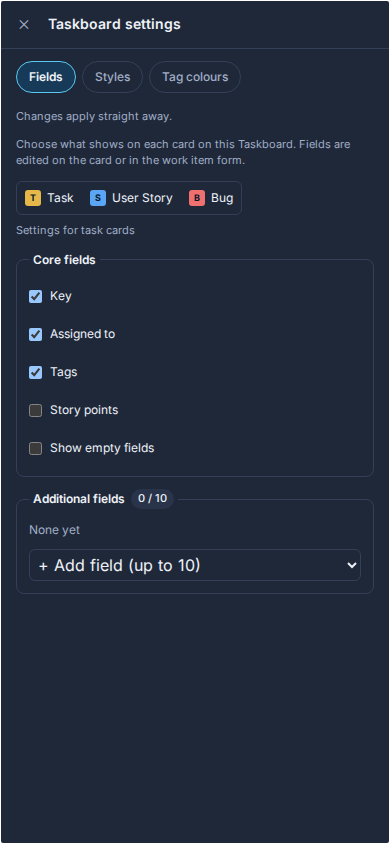 Taskboard settings
Fields Styles Tag colours
Changes apply straight away.
Choose what shows on each card on this Taskboard. Fields are
edited on the card or in the work item form.
T Task S User Story B Bug
Settings for task cards
Core fields
Key
Assigned to
Tags
Story points
Show empty fields
Additional fields 0 / 10
None yet
+ Add field (up to 10)